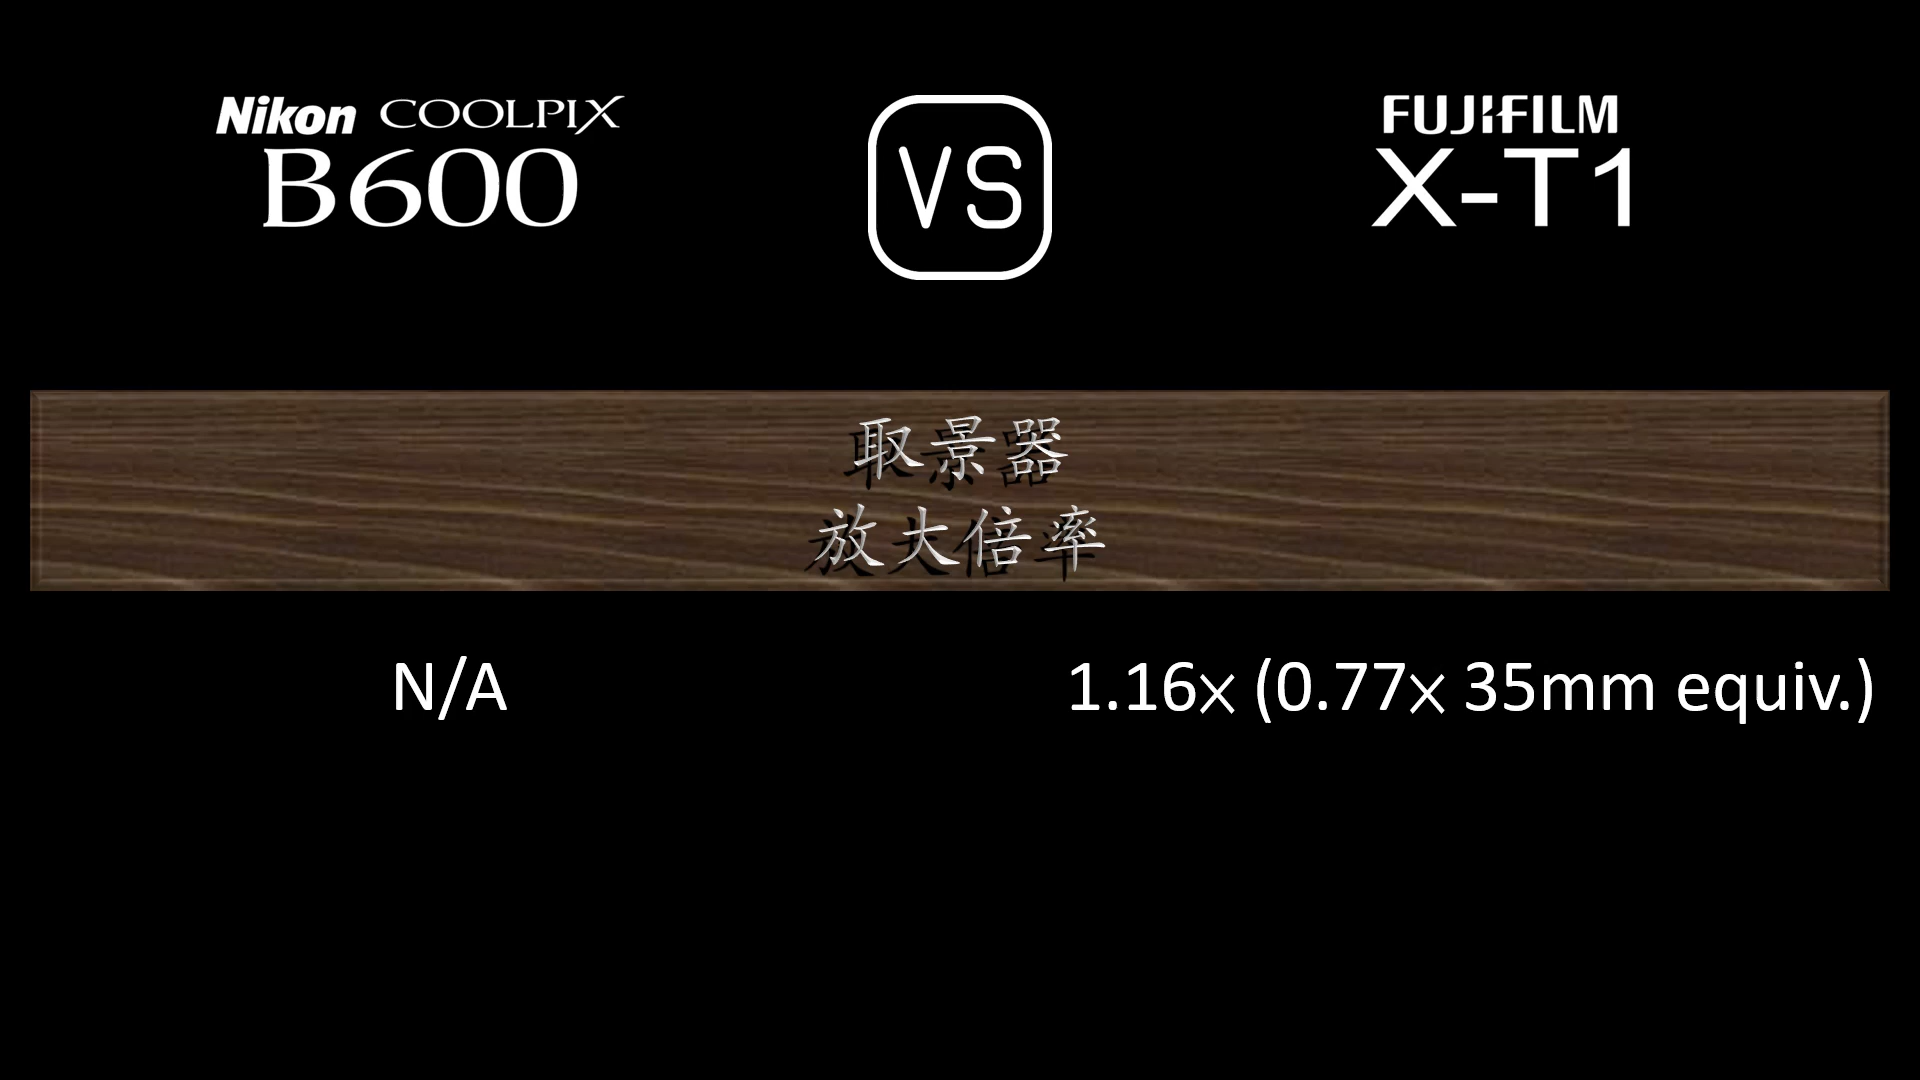 Nikon COOLPIX
B600
VS
FUJIFILM
X-T1
取景器
放大倍率
N/A
1.16x (0.77x 35mm equiv.)